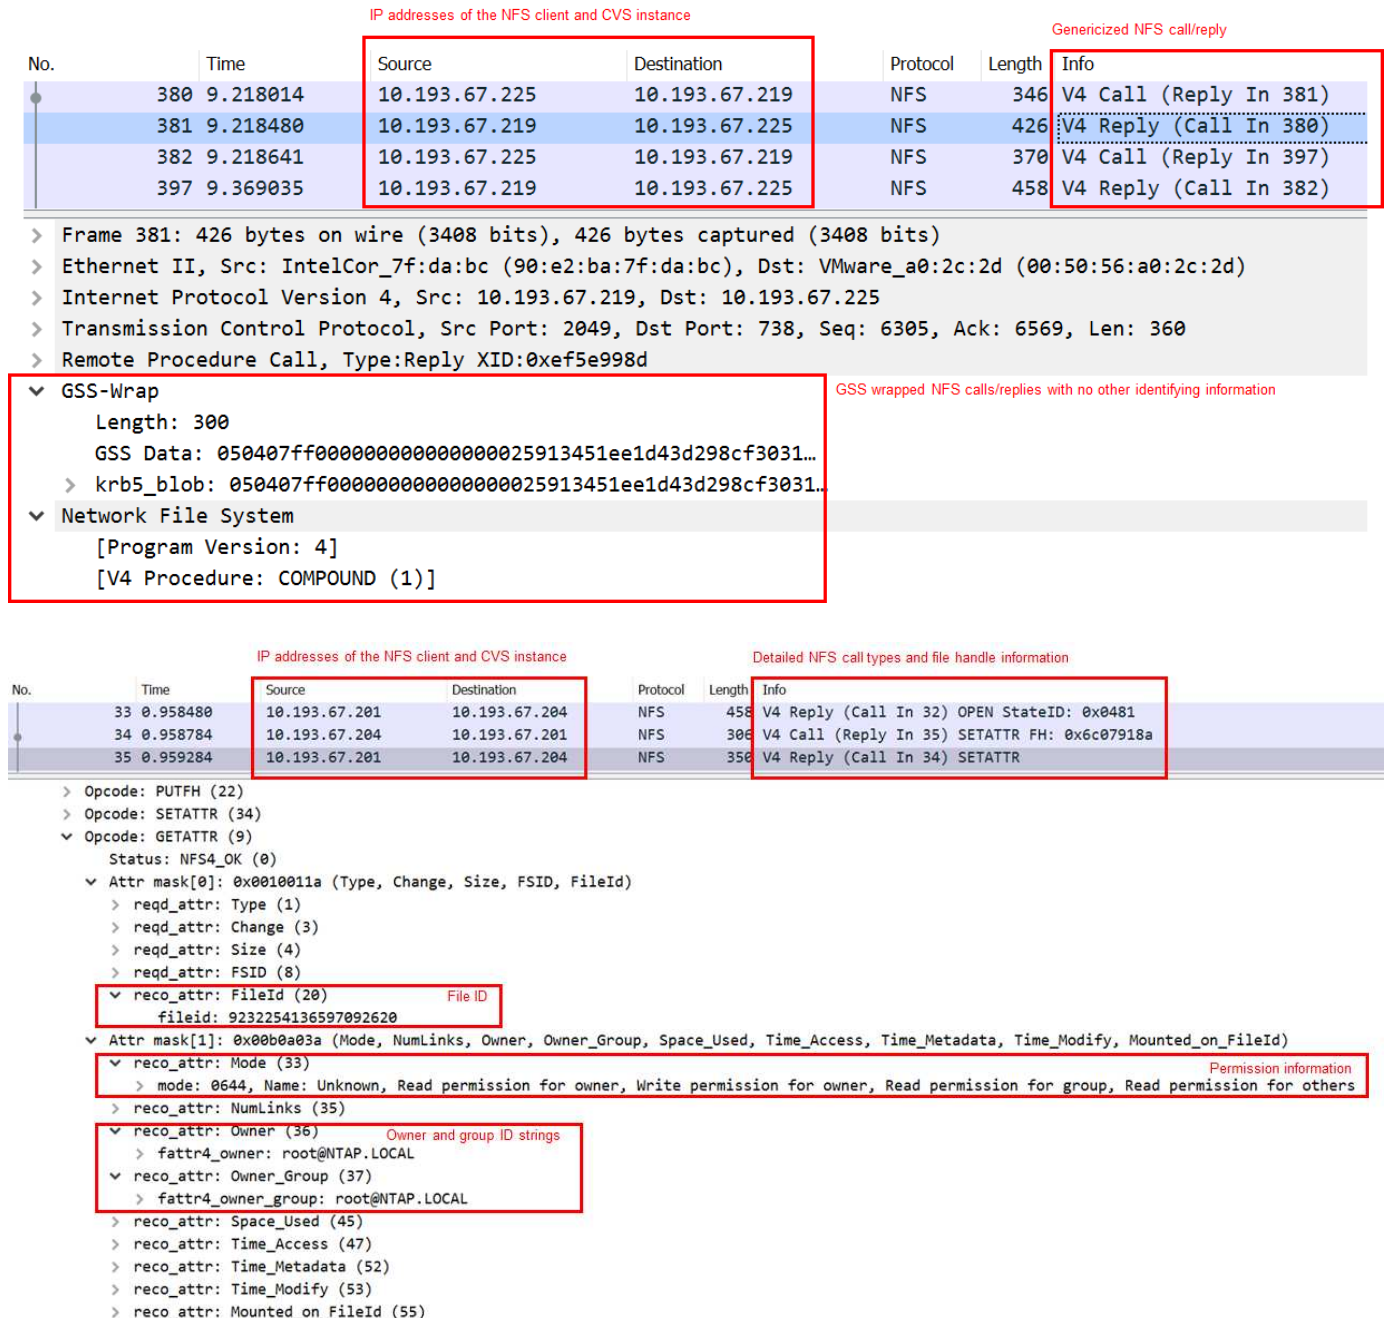 IP addresses of the NFS client and CVS instance
Genericized NFS call/reply
No. Time Source Destination Protocol Length Info
380 9.218014 10.193.67.225 10.193.67.219 NFS 346 V4 Call (Reply In 381)
381 9.218480 10.193.67.219 10.193.67.225 NFS 426 V4 Reply (Call In 380)
382 9.218641 10.193.67.225 10.193.67.219 NFS 370 V4 Call (Reply In 397)
397 9.369035 10.193.67.219 10.193.67.225 NFS 458 V4 Reply (Call In 382)
Frame 381: 426 bytes on wire (3408 bits), 426 bytes captured (3408 bits)
Ethernet II, Src: IntelCor_7f:da:bc (90:e2:ba:7f:da:bc), Dst: VMware_a0:2c:2d (00:50:56:a0:2c:2d)
Internet Protocol Version 4, Src: 10.193.67.219, Dst: 10.193.67.225
Transmission Control Protocol, Src Port: 2049, Dst Port: 738, Seq: 6305, Ack: 6569, Len: 360
Remote Procedure Call, Type:Reply XID:0xef5e998d
GSS-Wrap
GSS wrapped NFS calls/replies with no other identifying information
Length: 300
GSS Data: 050407ff000000000000000025913451ee1d43d298cf3031…
krb5_blob: 050407ff000000000000000025913451ee1d43d298cf3031…
Network File System
[Program Version: 4]
[V4 Procedure: COMPOUND (1)]
IP addresses of the NFS client and CVS instance
Detailed NFS call types and file handle information
No. Time Source Destination Protocol Length Info
33 0.958480 10.193.67.201 10.193.67.204 NFS 458 V4 Reply (Call In 32) OPEN StateID: 0x0481
34 0.958784 10.193.67.204 10.193.67.201 NFS 306 V4 Call (Reply In 35) SETATTR FH: 0x6c07918a
35 0.959284 10.193.67.201 10.193.67.204 NFS 350 V4 Reply (Call In 34) SETATTR
Opcode: PUTFH (22)
Opcode: SETATTR (34)
Opcode: GETATTR (9)
Status: NFS4_OK (0)
Attr mask[0]: 0x0010011a (Type, Change, Size, FSID, FileId)
reqd_attr: Type (1)
reqd_attr: Change (3)
reqd_attr: Size (4)
reqd_attr: FSID (8)
reco_attr: FileId (20)
File ID
fileid: 9232254136597092620
Attr mask[1]: 0x00b0a03a (Mode, NumLinks, Owner, Owner_Group, Space_Used, Time_Access, Time_Metadata, Time_Modify, Mounted_on_FileId)
reco_attr: Mode (33)
Permission information
mode: 0644, Name: Unknown, Read permission for owner, Write permission for owner, Read permission for group, Read permission for others
reco_attr: NumLinks (35)
reco_attr: Owner (36)
Owner and group ID strings
fattr4_owner: root@NTAP.LOCAL
reco_attr: Owner_Group (37)
fattr4_owner_group: root@NTAP.LOCAL
reco_attr: Space_Used (45)
reco_attr: Time_Access (47)
reco_attr: Time_Metadata (52)
reco_attr: Time_Modify (53)
reco attr: Mounted on FileId (55)